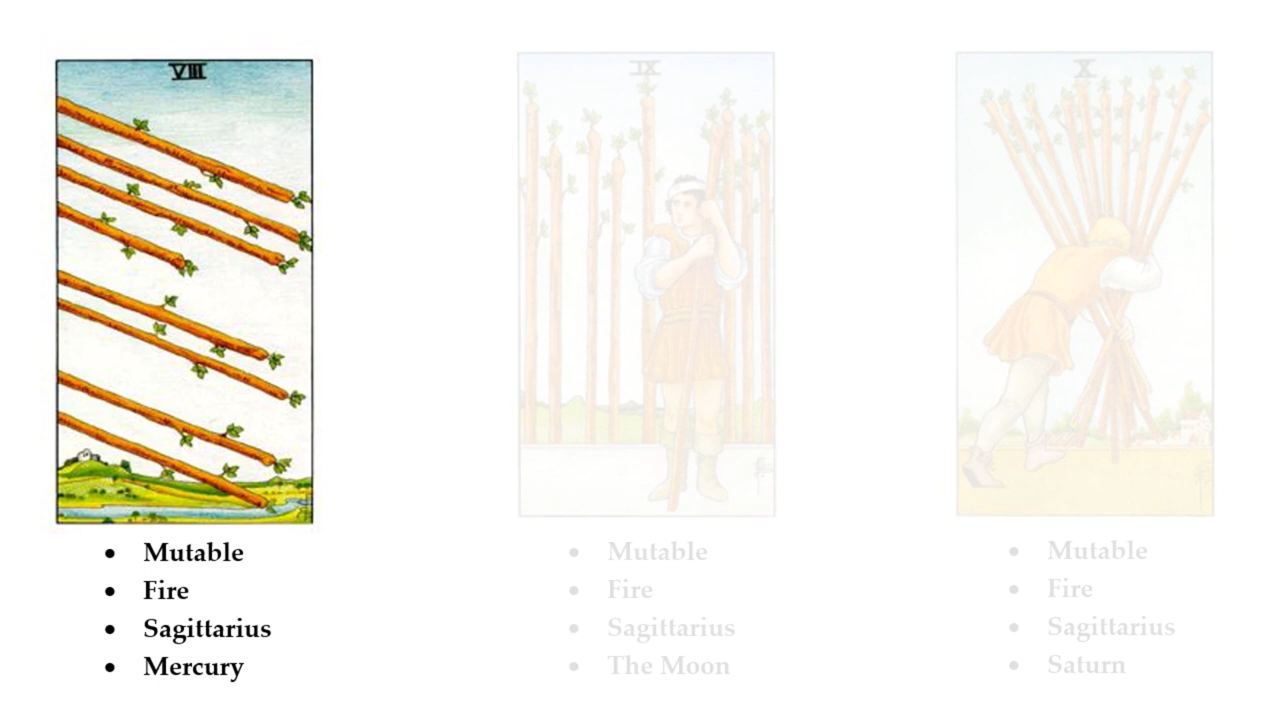 VIII
IX
X
• Mutable
• Fire
• Sagittarius
• Mercury
• Mutable
• Fire
• Sagittarius
• The Moon
• Mutable
• Fire
• Sagittarius
• Saturn